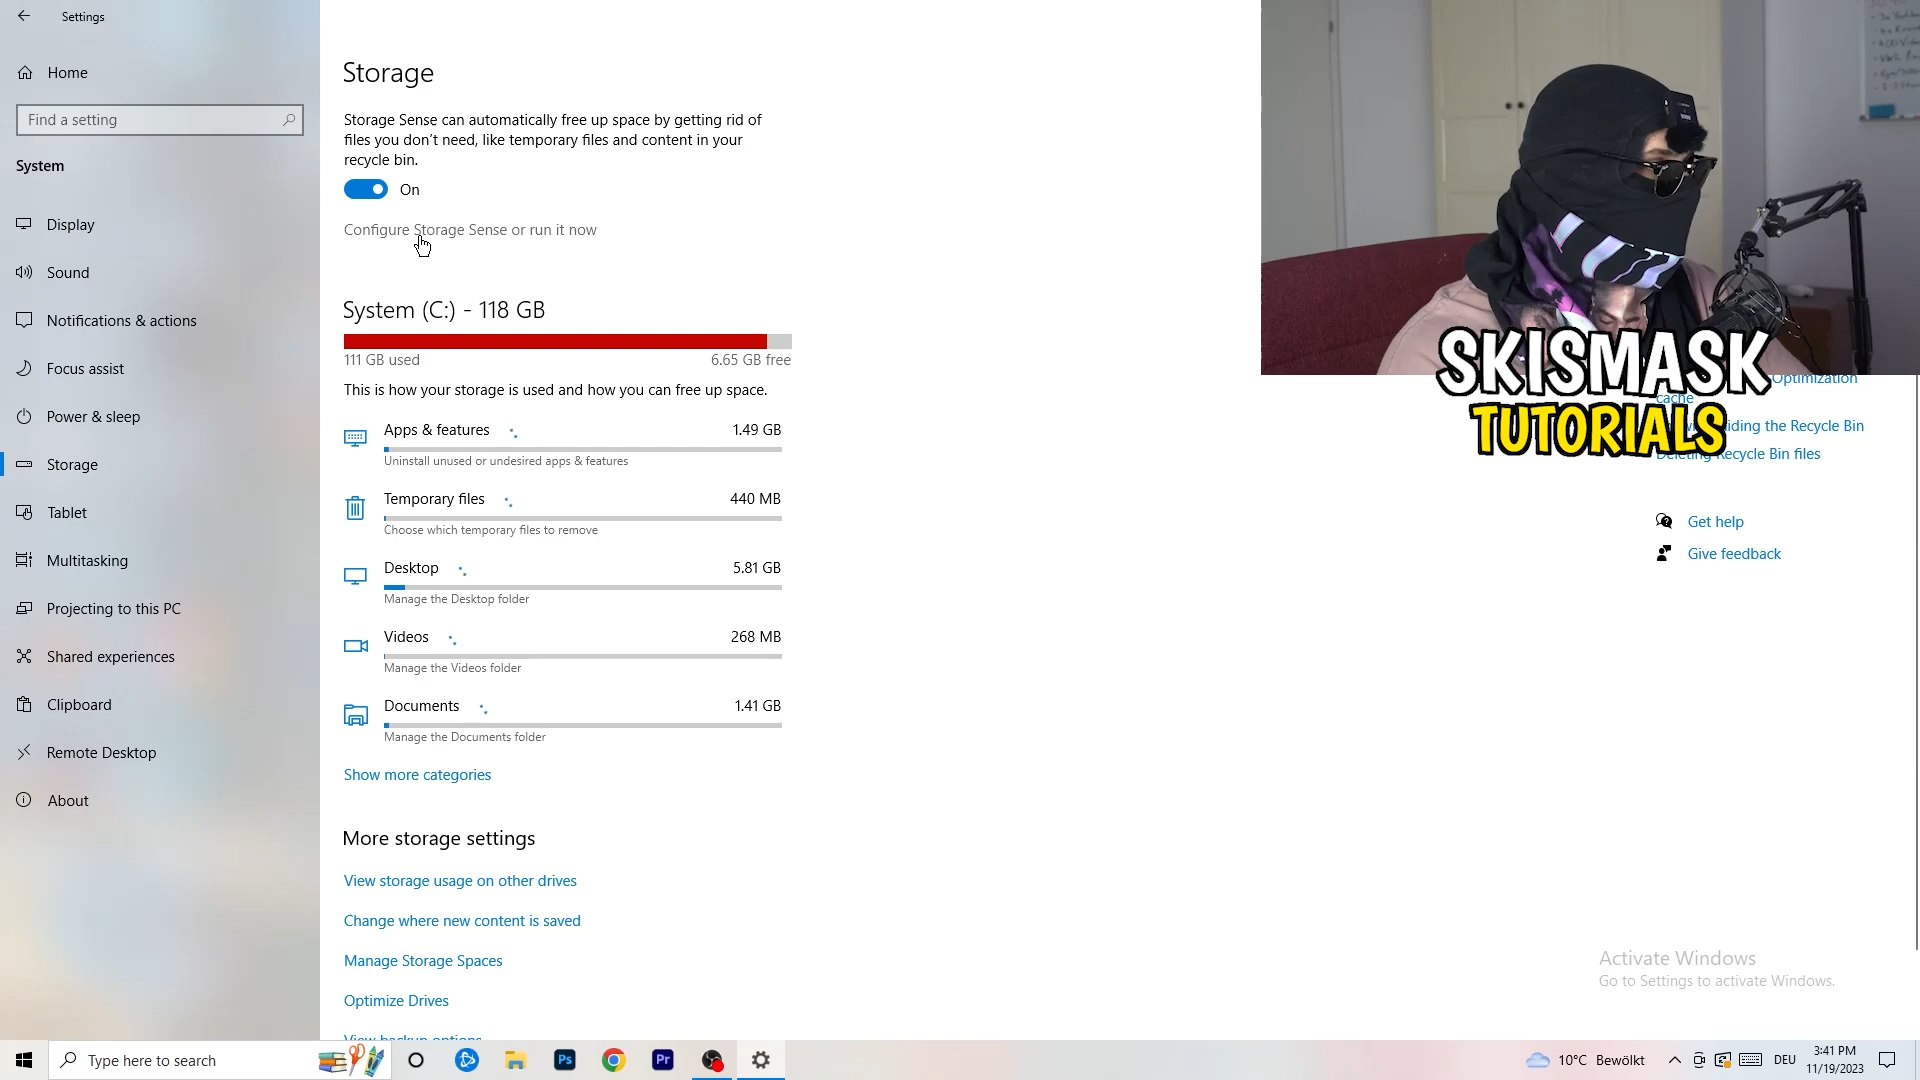 Settings
Home
Find a setting
System
Display
Sound
Notifications & actions
Focus assist
Power & sleep
Storage
Tablet
Multitasking
Projecting to this PC
Shared experiences
Clipboard
Remote Desktop
About
Storage
Storage Sense can automatically free up space by getting rid of
files you don't need, like temporary files and content in your
recycle bin.
On
Configure Storage Sense or run it now
System (C:) - 118 GB
111 GB used
6.65 GB free
This is how your storage is used and how you can free up space.
Apps & features
1.49 GB
Uninstall unused or undesired apps & features
Temporary files
440 MB
Choose which temporary files to remove
Desktop
5.81 GB
Manage the Desktop folder
Videos
268 MB
Manage the Videos folder
Documents
1.41 GB
Manage the Documents folder
Show more categories
More storage settings
View storage usage on other drives
Change where new content is saved
Manage Storage Spaces
Optimize Drives
View backup options
SKISMASK
TUTORIALS
Optimization
cache
the Recycle Bin
Recycle Bin files
Get help
Give feedback
Activate Windows
Go to Settings to activate Windows.
Type here to search
Ps
Pr
10°C Bewölkt
DEU
3:41 PM
11/19/2023